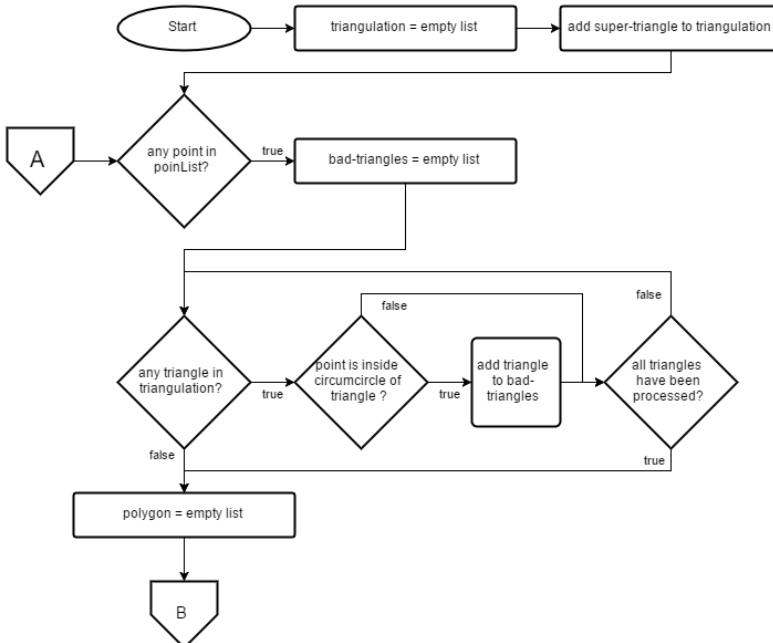 Start
triangulation = empty list
add super-triangle to triangulation
A
any point in
poinList?
true
bad-triangles = empty list
false
false
any triangle in
triangulation?
true
point is inside
circumcircle of
triangle ?
true
add triangle
to bad-
triangles
all triangles
have been
processed?
false
true
polygon = empty list
B